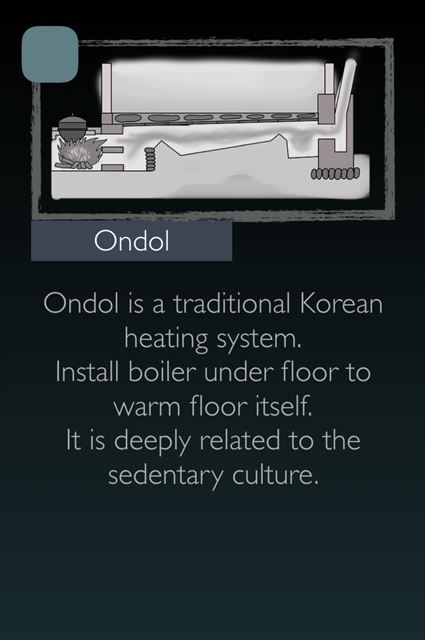 Ondol
Ondol is a traditional Korean
heating system.
Install boiler under floor to
warm floor itself.
It is deeply related to the
sedentary culture.